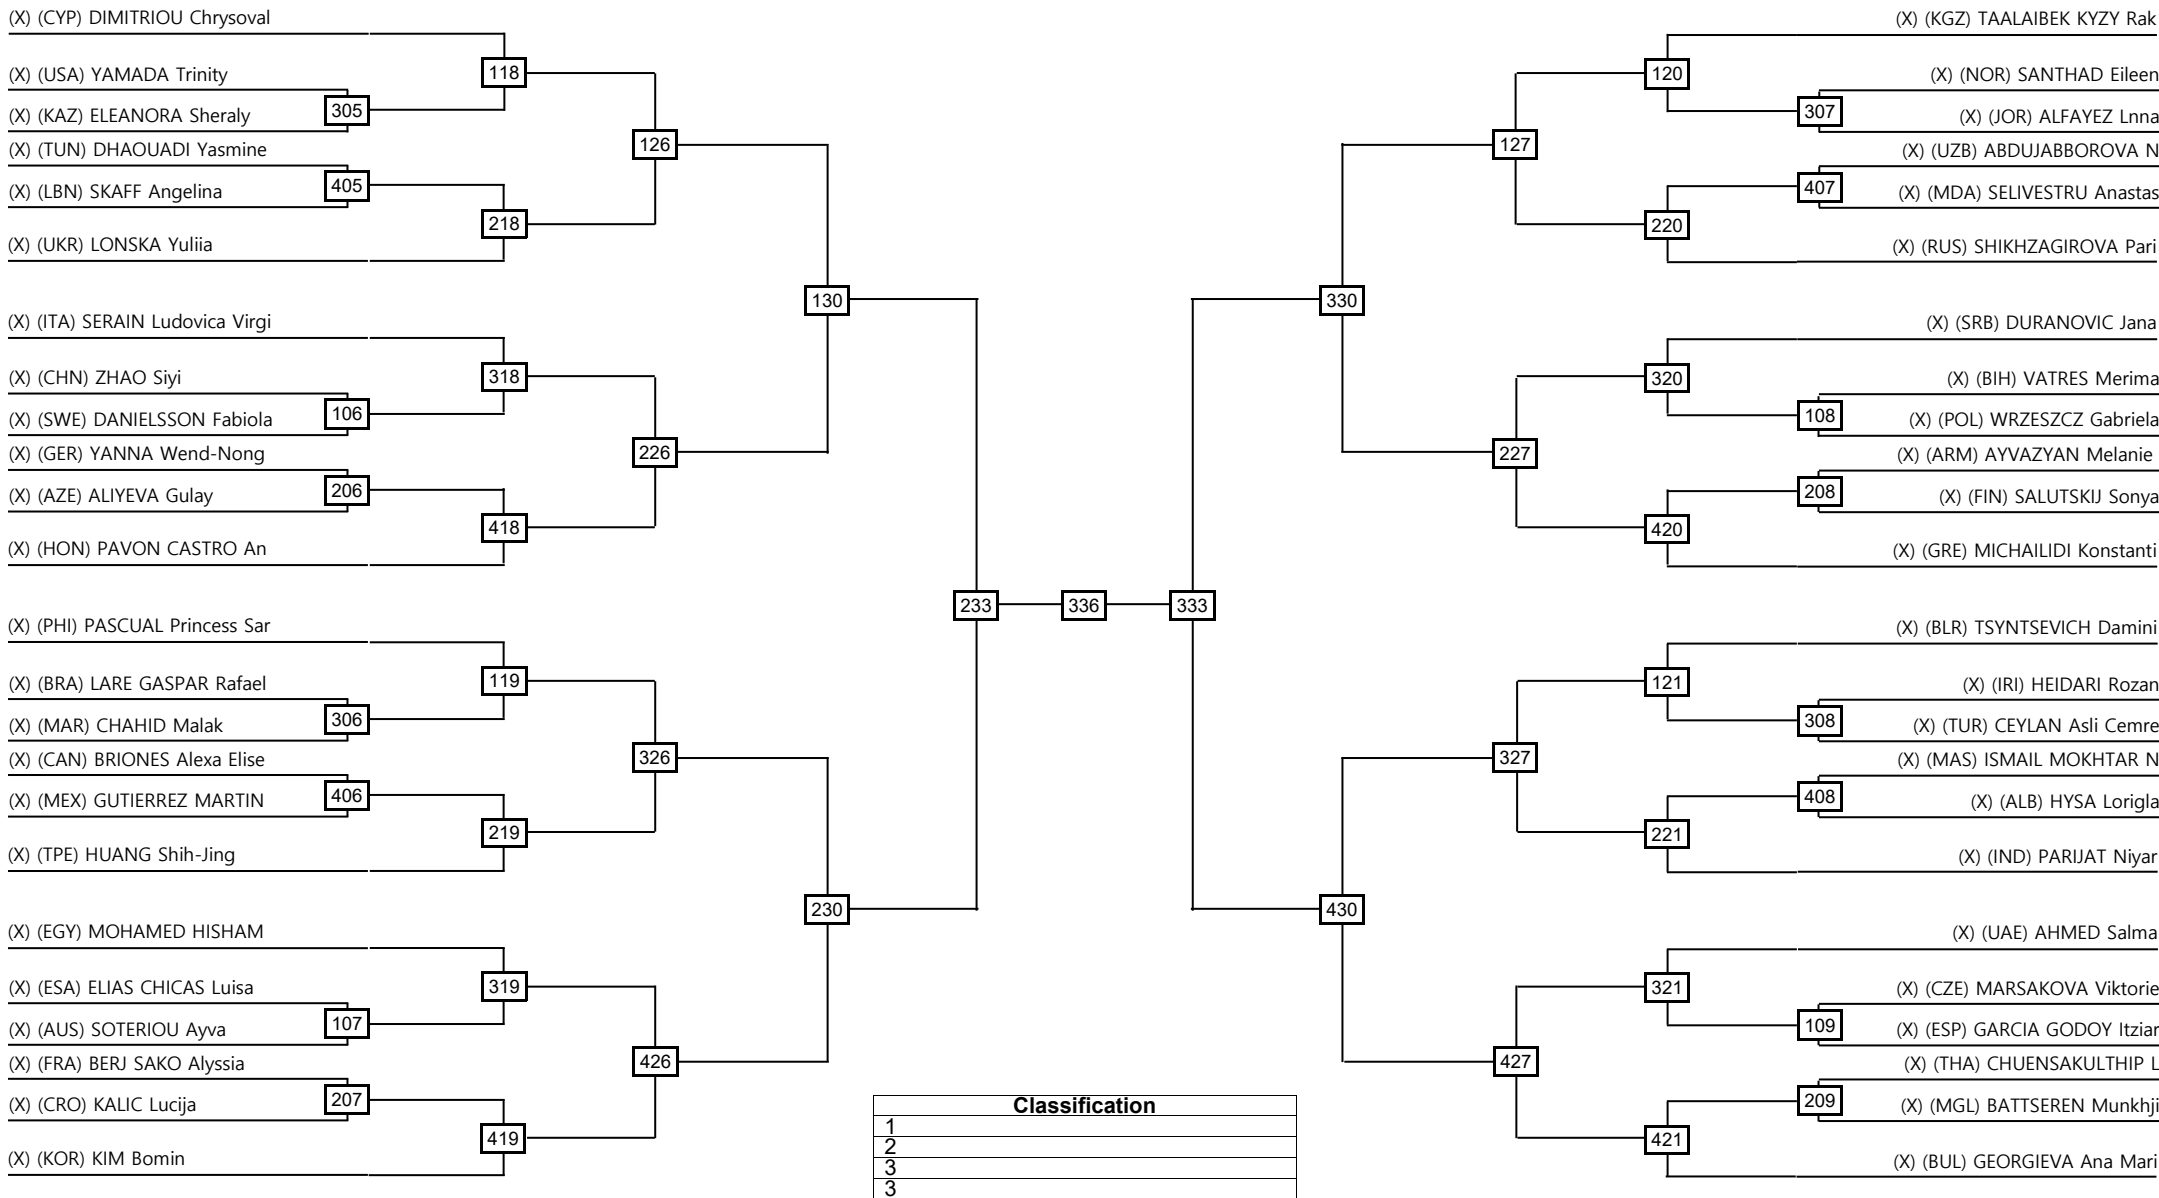 (X) (CYP) DIMITRIOU Chrysoval
(X) (USA) YAMADA Trinity
(X) (KAZ) ELEANORA Sheraly
(X) (TUN) DHAOUADI Yasmine
(X) (LBN) SKAFF Angelina
(X) (UKR) LONSKA Yuliia
(X) (ITA) SERAIN Ludovica Virgi
(X) (CHN) ZHAO Siyi
(X) (SWE) DANIELSSON Fabiola
(X) (GER) YANNA Wend-Nong
(X) (AZE) ALIYEVA Gulay
(X) (HON) PAVON CASTRO An
(X) (PHI) PASCUAL Princess Sar
(X) (BRA) LARE GASPAR Rafael
(X) (MAR) CHAHID Malak
(X) (CAN) BRIONES Alexa Elise
(X) (MEX) GUTIERREZ MARTIN
(X) (TPE) HUANG Shih-Jing
(X) (EGY) MOHAMED HISHAM
(X) (ESA) ELIAS CHICAS Luisa
(X) (AUS) SOTERIOU Ayva
(X) (FRA) BERJ SAKO Alyssia
(X) (CRO) KALIC Lucija
(X) (KOR) KIM Bomin
305
405
106
206
306
406
107
207
118
218
318
418
119
219
319
419
126
226
326
426
130
230
233
336
333
330
430
127
227
327
427
120
220
320
420
121
221
321
421
307
407
108
208
308
408
109
209
(X) (KGZ) TAALAIBEK KYZY Rak
(X) (NOR) SANTHAD Eileen
(X) (JOR) ALFAYEZ Lnna
(X) (UZB) ABDUJABBOROVA N
(X) (MDA) SELIVESTRU Anastas
(X) (RUS) SHIKHZAGIROVA Pari
(X) (SRB) DURANOVIC Jana
(X) (BIH) VATRES Merima
(X) (POL) WRZESZCZ Gabriela
(X) (ARM) AYVAZYAN Melanie
(X) (FIN) SALUTSKIJ Sonya
(X) (GRE) MICHAILIDI Konstanti
(X) (BLR) TSYNTSEVICH Damini
(X) (IRI) HEIDARI Rozan
(X) (TUR) CEYLAN Asli Cemre
(X) (MAS) ISMAIL MOKHTAR N
(X) (ALB) HYSA Lorigla
(X) (IND) PARIJAT Niyar
(X) (UAE) AHMED Salma
(X) (CZE) MARSAKOVA Viktorie
(X) (ESP) GARCIA GODOY Itziar
(X) (THA) CHUENSAKULTHIP L
(X) (MGL) BATTSEREN Munkhji
(X) (BUL) GEORGIEVA Ana Mari
Classification
1
2
3
3